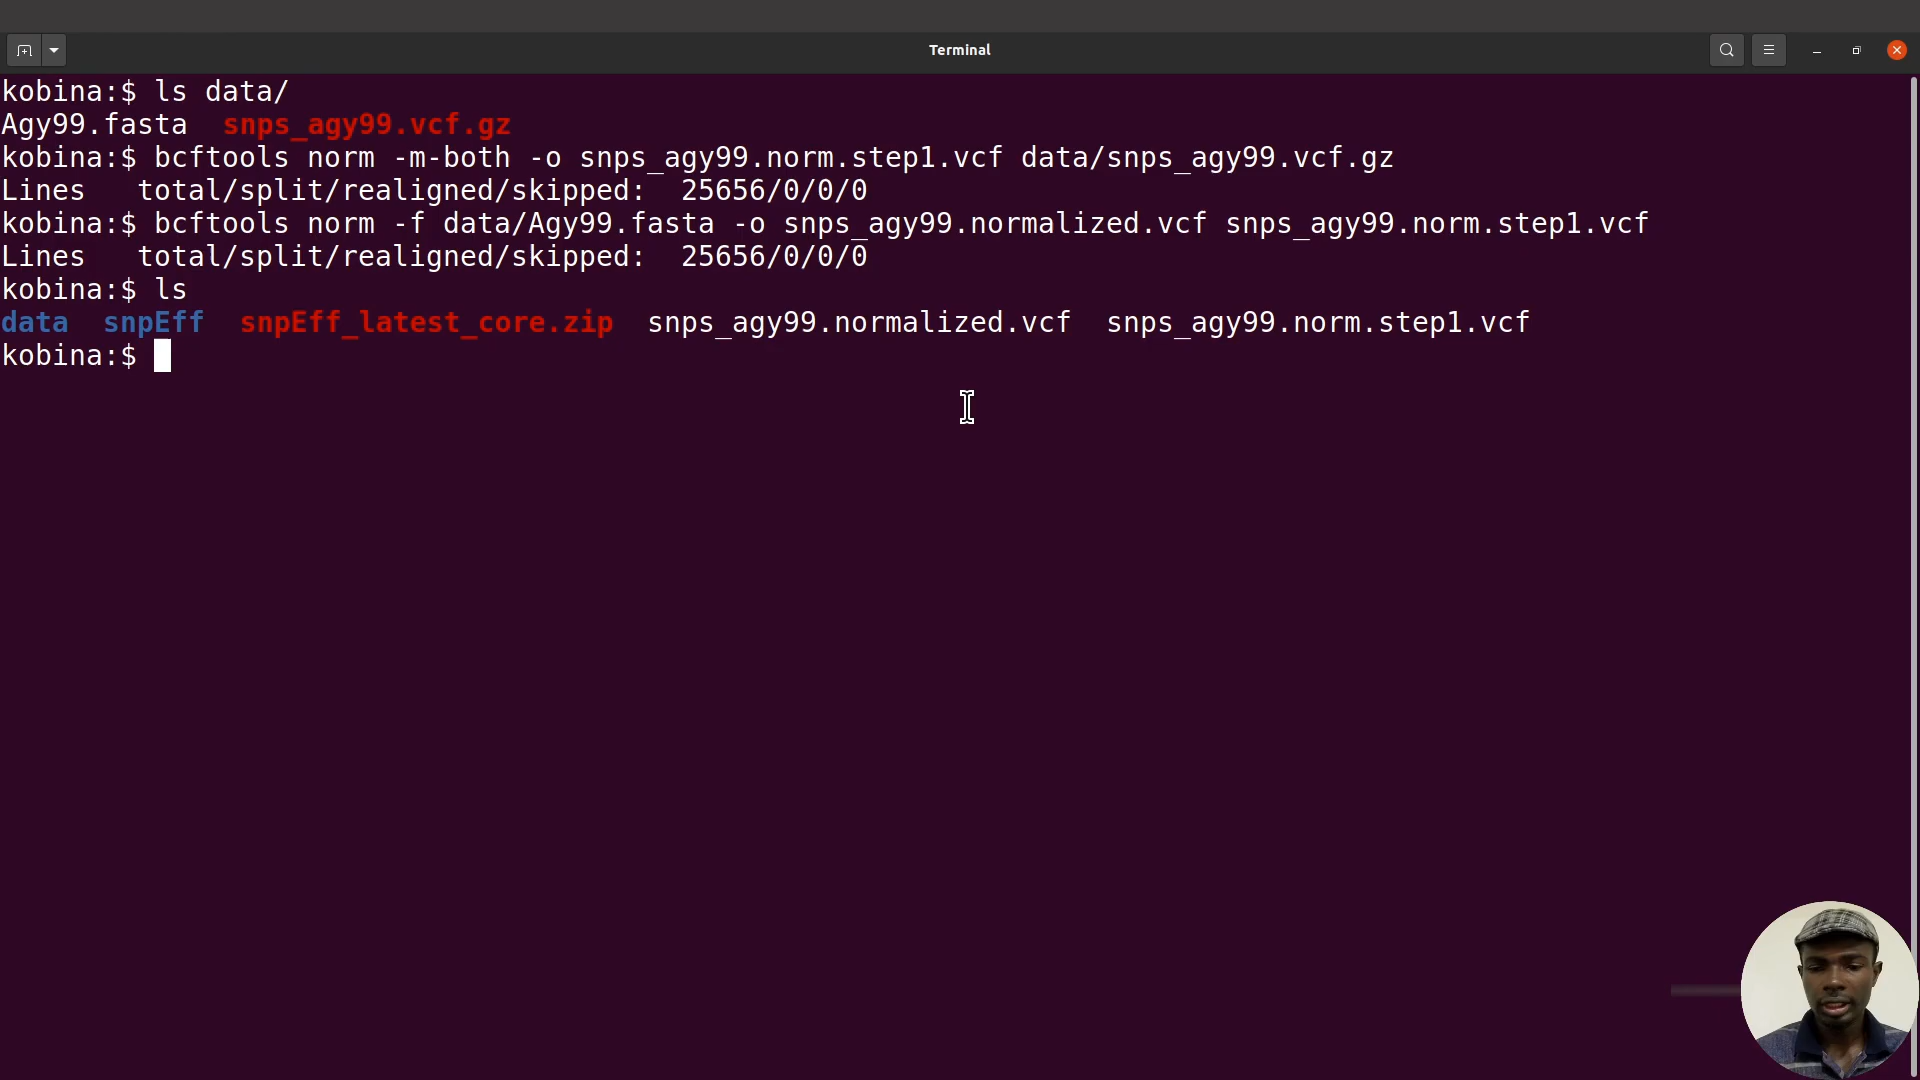 Terminal
kobina:$ ls data/
Agy99.fasta  snps_agy99.vcf.gz
kobina:$ bcftools norm -m-both -o snps_agy99.norm.step1.vcf data/snps_agy99.vcf.gz
Lines   total/split/realigned/skipped:  25656/0/0/0
kobina:$ bcftools norm -f data/Agy99.fasta -o snps_agy99.normalized.vcf snps_agy99.norm.step1.vcf
Lines   total/split/realigned/skipped:  25656/0/0/0
kobina:$ ls
data  snpEff  snpEff_latest_core.zip  snps_agy99.normalized.vcf  snps_agy99.norm.step1.vcf
kobina:$